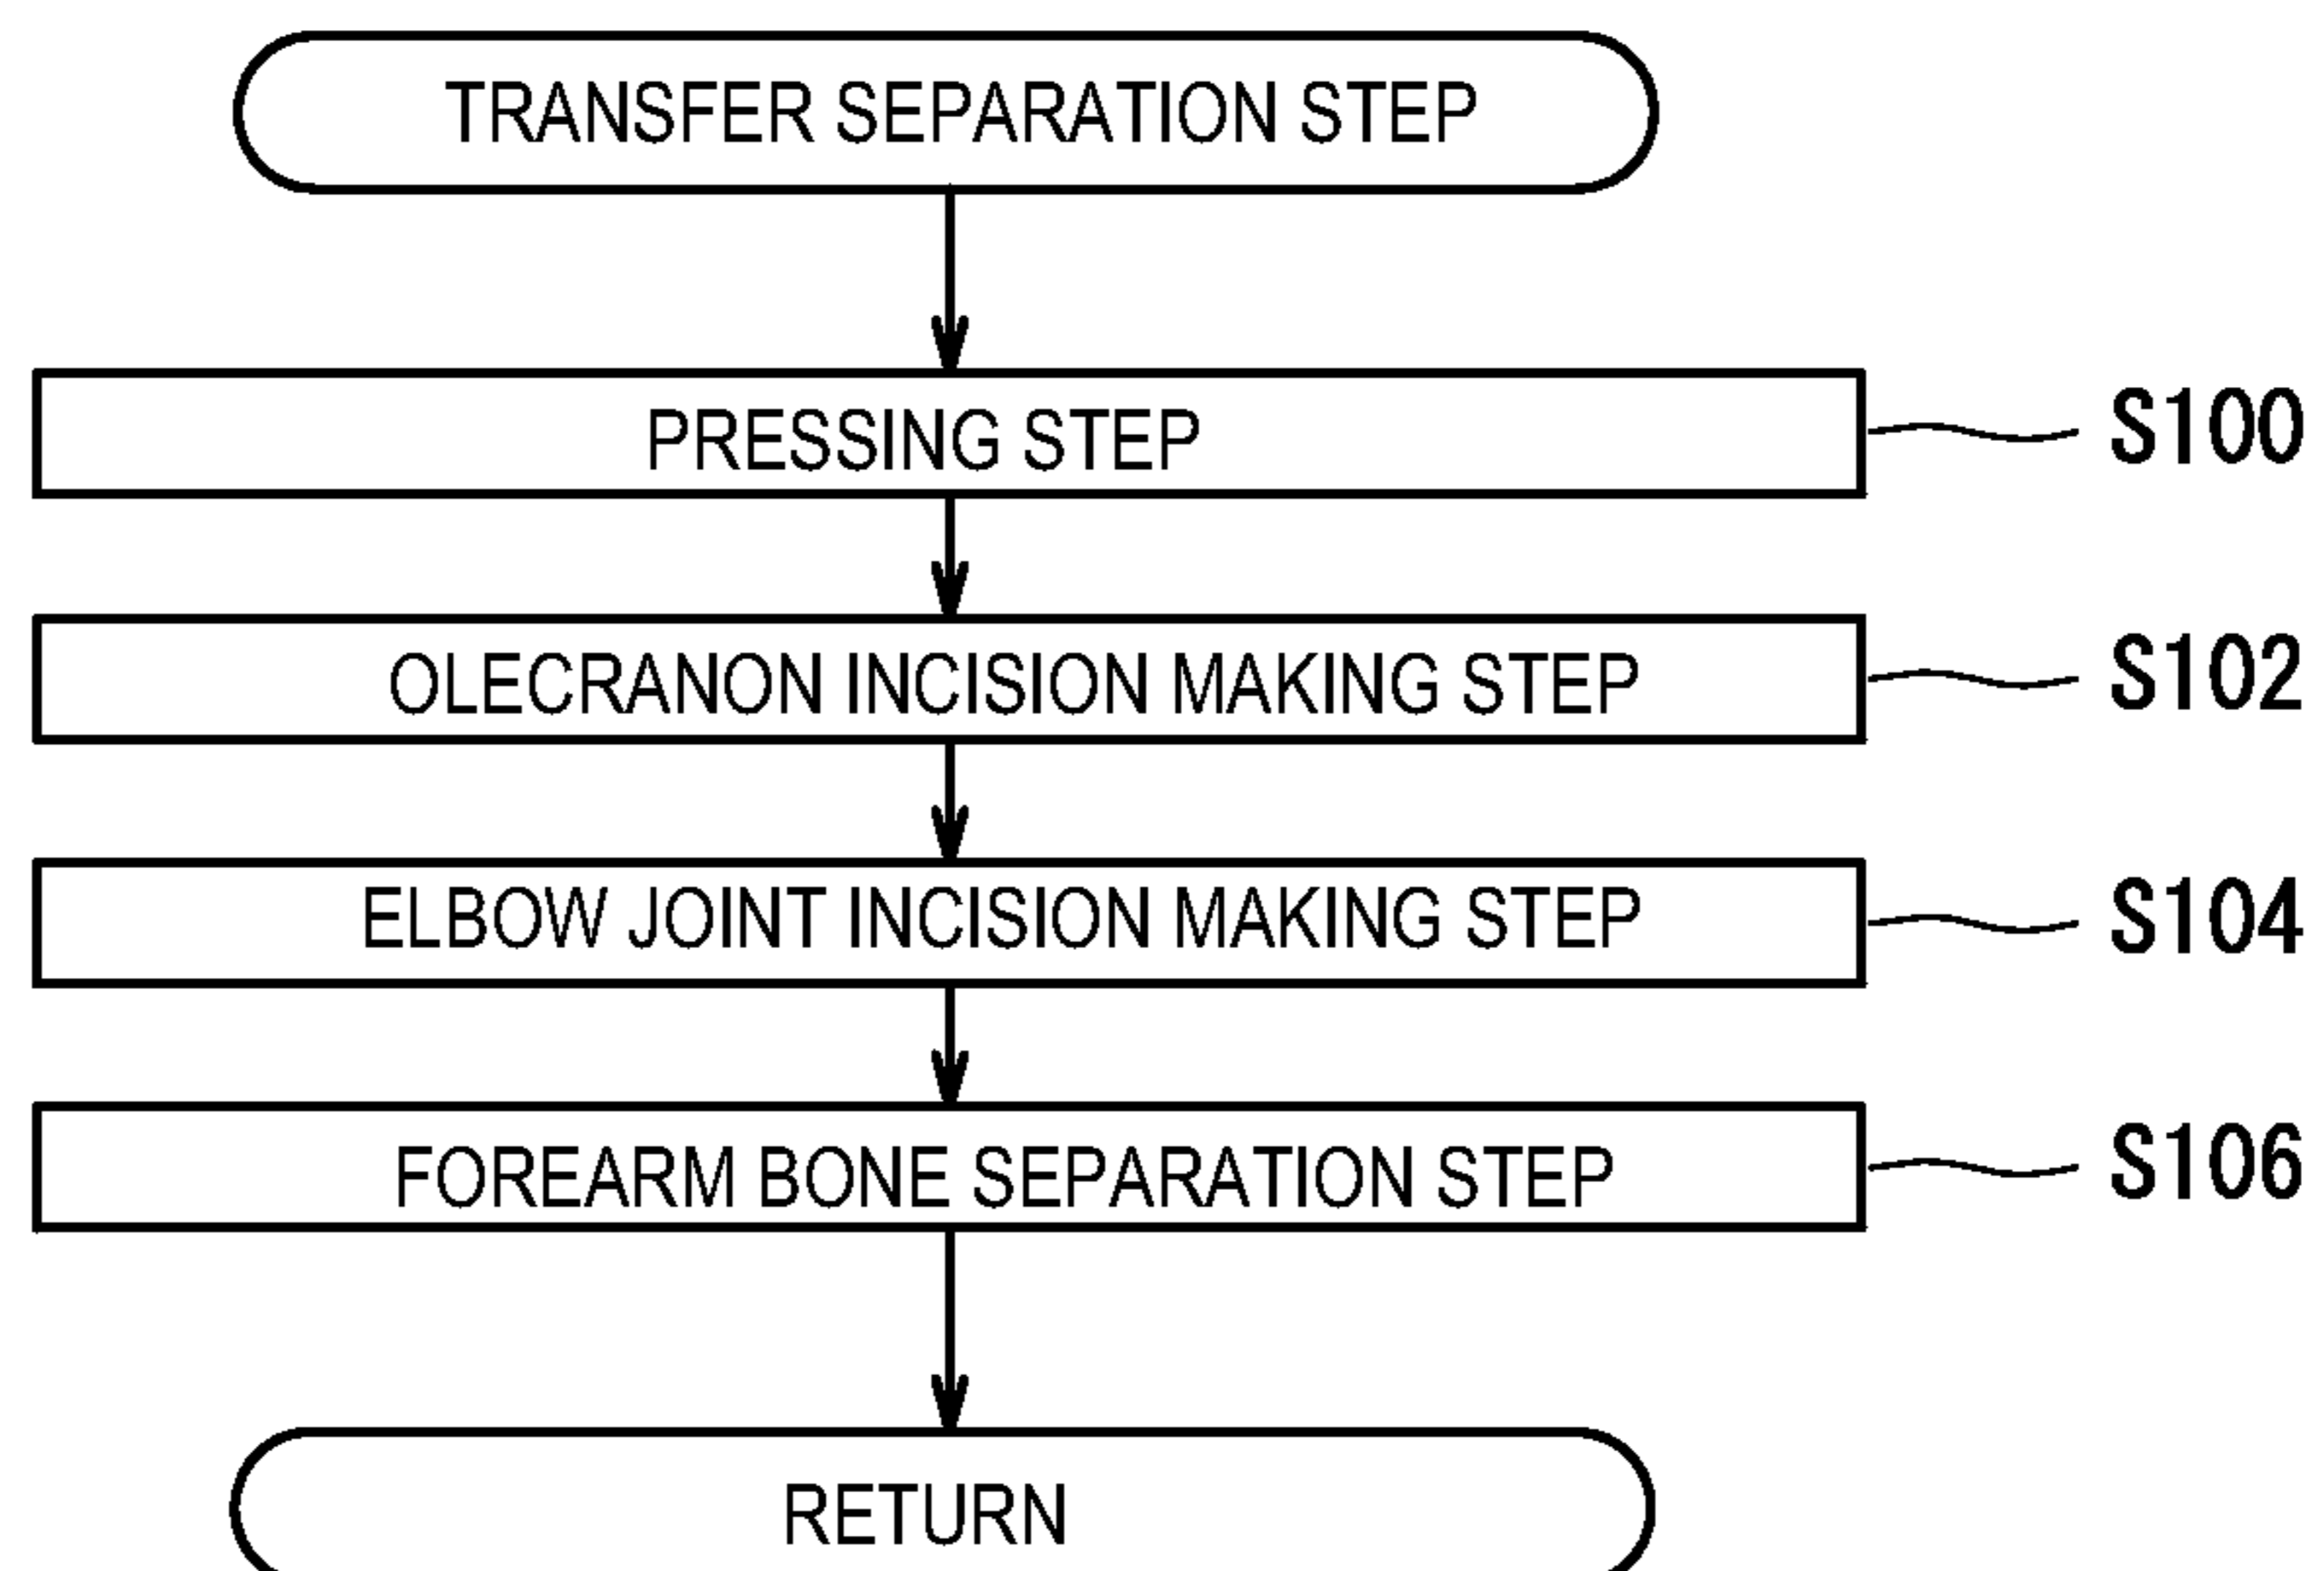 TRANSFER SEPARATION STEP
PRESSING STEP
S100
OLECRANON INCISION MAKING STEP
S102
ELBOW JOINT INCISION MAKING STEP
S104
FOREARM BONE SEPARATION STEP
S106
RETURN